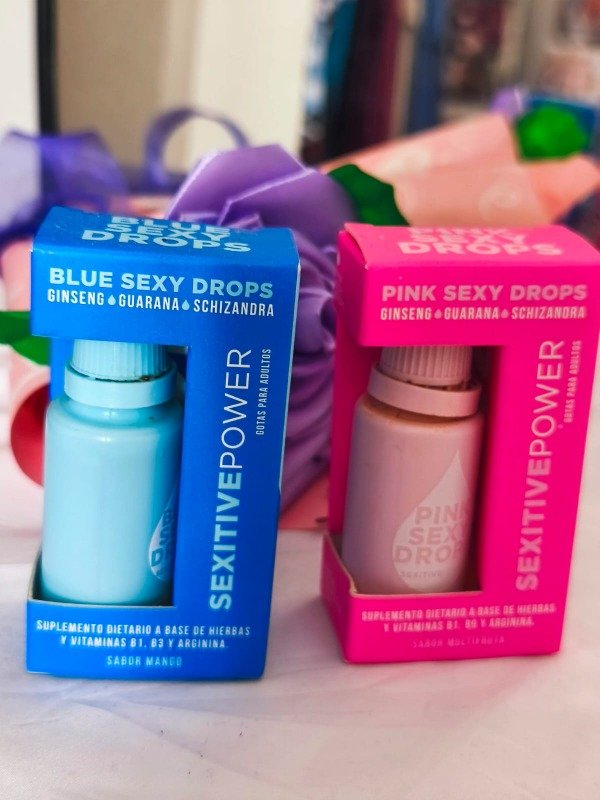 BLUE
SEXY
DROPS
BLUE SEXY DROPS
GINSENG GUARANA SCHIZANDRA
SEXITIVEPOWER
GOTAS PARA ADULTOS
SUPLEMENTO DIETARIO A BASE DE HIERBAS
Y VITAMINAS B1, B3 Y ARGININA.
SABOR MANGO
PINK
SEXY
DROPS
PINK SEXY DROPS
GINSENG GUARANA SCHIZANDRA
SEXITIVEPOWER
GOTAS PARA ADULTOS
PINK
SEXY
DROPS
SEXITIVE
SUPLEMENTO DIETARIO A BASE DE HIERBAS
Y VITAMINAS B1, B3 Y ARGININA.
SABOR MULTIFRUTA